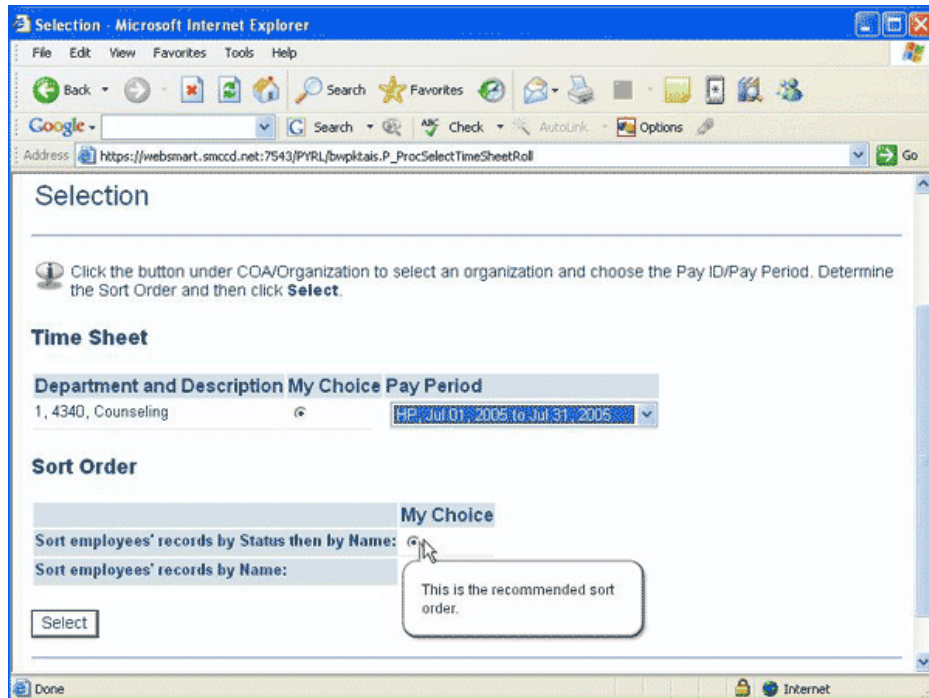 Selection - Microsoft Internet Explorer
File Edit View Favorites Tools Help
Back Search Favorites
Google Search ABC Check AutoLink Options
Address https://websmart.smccd.net:7543/PYRL/bwpktais.P_ProcSelectTimeSheetRoll Go
Selection
Click the button under COA/Organization to select an organization and choose the Pay ID/Pay Period. Determine
the Sort Order and then click Select.
Time Sheet
Department and Description My Choice Pay Period
1, 4340, Counseling HP, Jul 01, 2005 to Jul 31, 2005
Sort Order
My Choice
Sort employees' records by Status then by Name:
Sort employees' records by Name:
This is the recommended sort
order.
Select
Done Internet